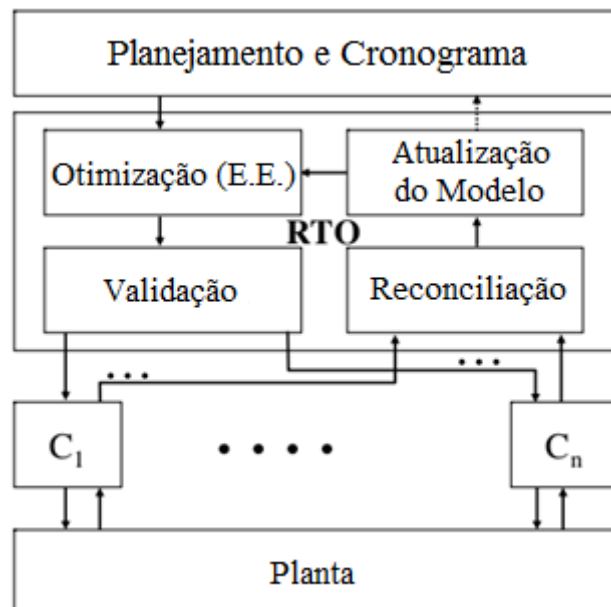 Planejamento e Cronograma
Otimização (E.E.)
Atualização
do Modelo
RTO
Validação
Reconciliação
...
...
C1
. . . .
Cn
Planta